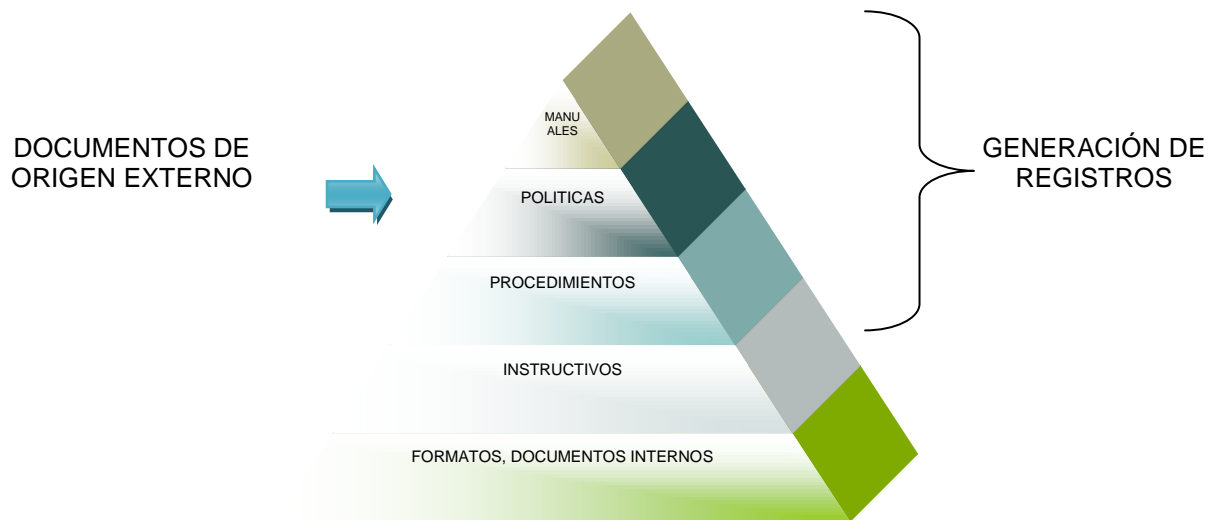 DOCUMENTOS DE
ORIGEN EXTERNO
MANU
ALES
POLITICAS
PROCEDIMIENTOS
INSTRUCTIVOS
FORMATOS, DOCUMENTOS INTERNOS
GENERACIÓN DE
REGISTROS